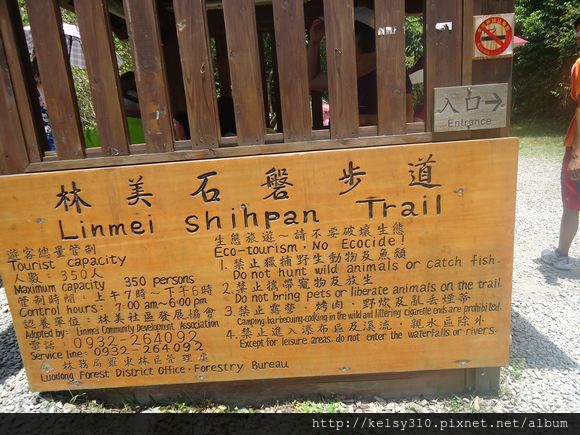 入口→
Entrance
林美石磐步道
Linmei Shihpan Trail
遊客總量管制
Tourist capacity
人數：350人
Maximum capacity 350 persons
管制時間：上午7時~下午6時
Control hours: 7:00 am~6:00 pm
認養單位：林美社區發展協會
Adopted by: Linmei Community Development Association
電話：0932-264092
Service line：0932-264092
林務局羅東林區管理處
Luodong Forest District Office，Forestry Bureau
生態旅遊~請不要破壞生態
Eco-tourism，No Ecocide!
1. 禁止獵捕野生動物及魚類
Do not hunt wild animals or catch fish.
2. 禁止攜帶寵物及放生
Do not bring pets or liberate animals on the trail.
3. 禁止露營、烤肉、野炊及亂丟煙蒂
Camping,barbecuing,cooking in the wild and littering cigarette ends are prohibited.
4. 禁止進入瀑布區及溪流，親水區除外
Except for leisure areas, do not enter the waterfalls or rivers.
http://kelsy310.pixnet.net/album